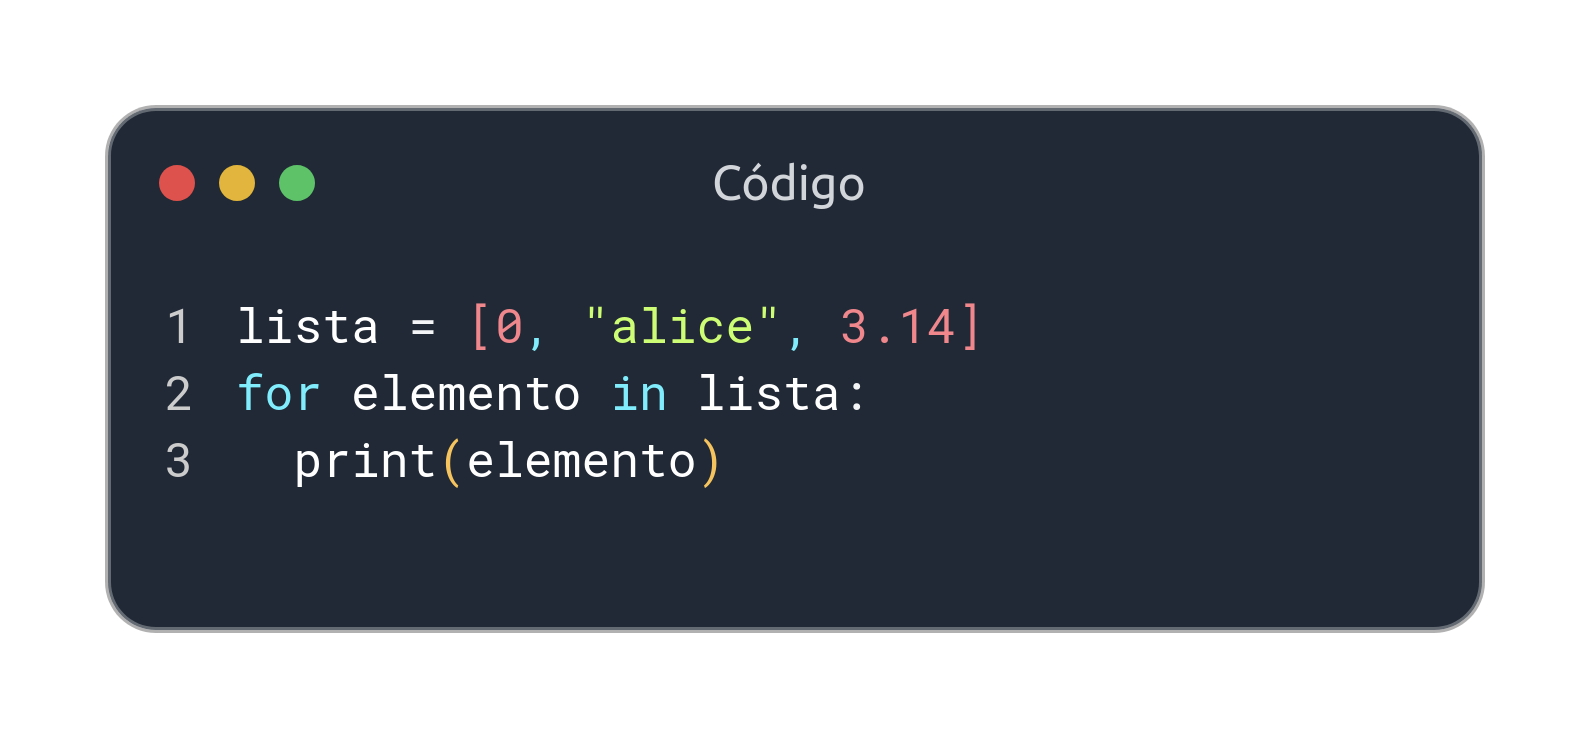 Código
1 lista = [0, "alice", 3.14]
2 for elemento in lista:
3   print(elemento)